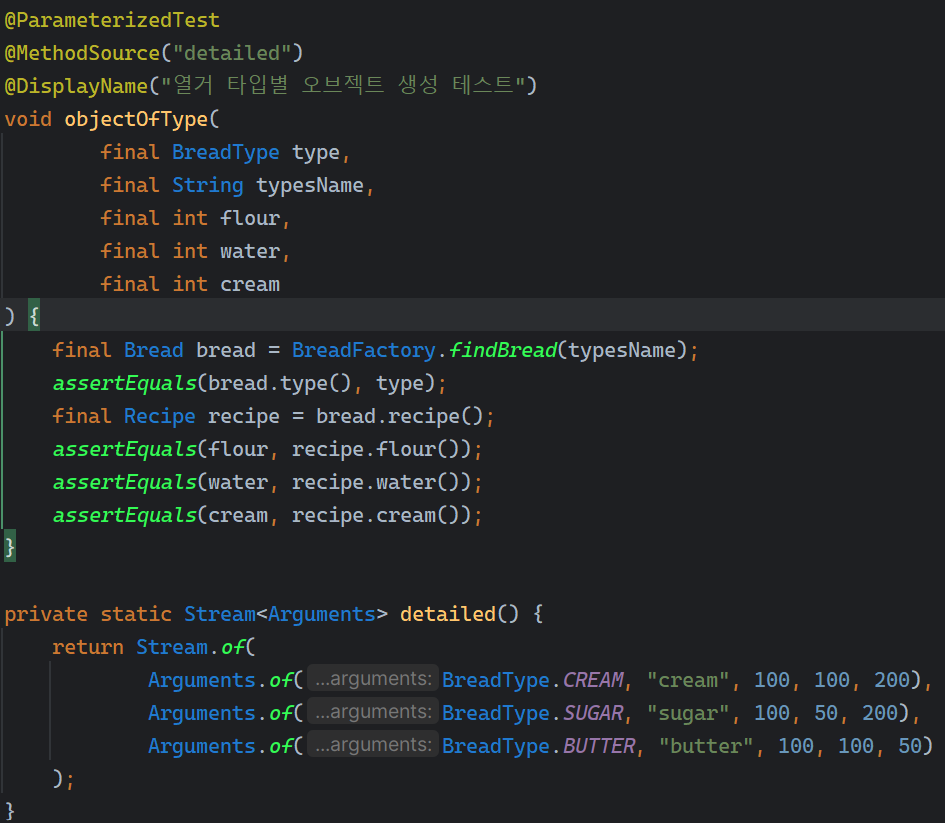 @ParameterizedTest
@MethodSource("detailed")
@DisplayName("열거 타입별 오브젝트 생성 테스트")
void objectOfType(
        final BreadType type,
        final String typesName,
        final int flour,
        final int water,
        final int cream
) {
    final Bread bread = BreadFactory.findBread(typesName);
    assertEquals(bread.type(), type);
    final Recipe recipe = bread.recipe();
    assertEquals(flour, recipe.flour());
    assertEquals(water, recipe.water());
    assertEquals(cream, recipe.cream());
}
private static Stream<Arguments> detailed() {
    return Stream.of(
            Arguments.of( ...arguments: BreadType.CREAM, "cream", 100, 100, 200),
            Arguments.of( ...arguments: BreadType.SUGAR, "sugar", 100, 50, 200),
            Arguments.of( ...arguments: BreadType.BUTTER, "butter", 100, 100, 50)
    );
}